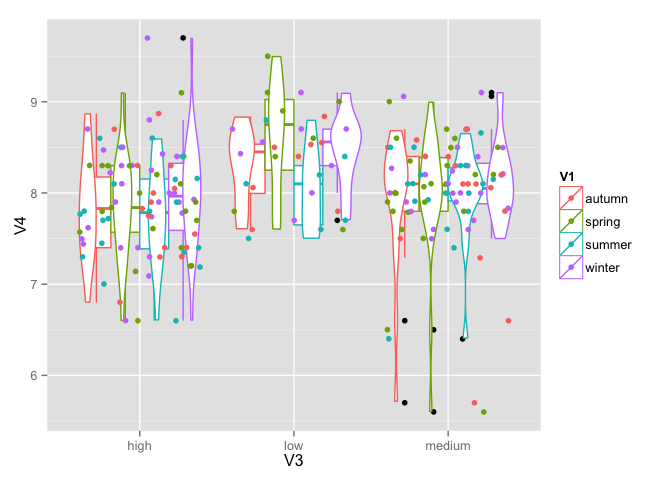 9
8
7
6
V4
high
low
medium
V3
V1
autumn
spring
summer
winter